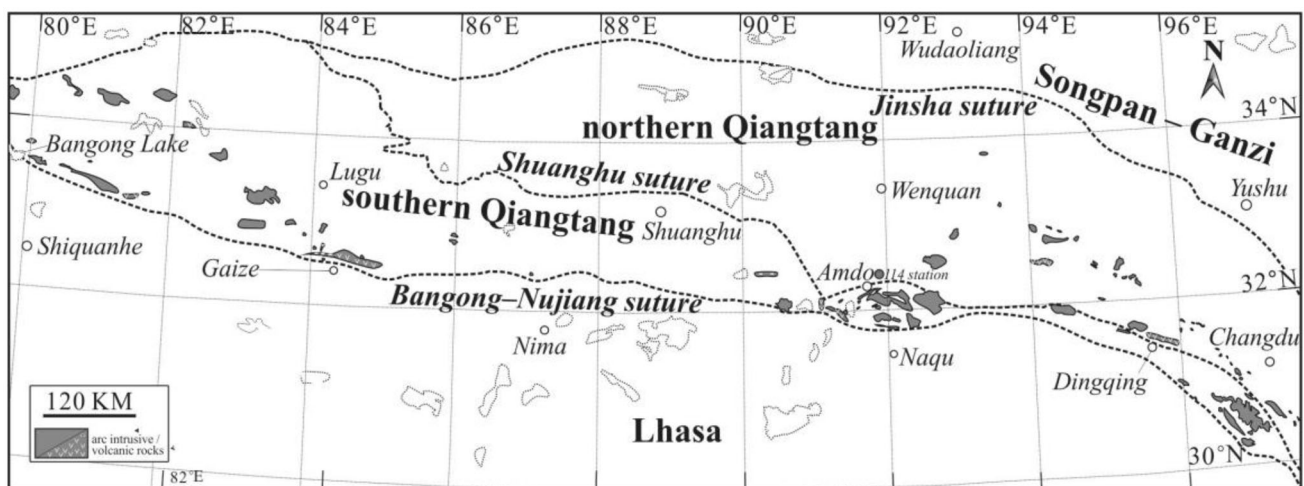 80°E
82°E
84°E
86°E
88°E
90°E
92°E
94°E
96°E
Wudaoliang
N
Songpan – Ganzi
Jinsha suture
34°N
northern Qiangtang
Bangong Lake
Shuanghu suture
Lugu
Wenquan
Yushu
southern Qiangtang
Shuanghu
Shiquanhe
Gaize
Amdo
114 station
32°N
Bangong–Nujiang suture
Nima
Naqu
Changdu
Dingqing
120 KM
Lhasa
arc intrusive /
volcanic rocks
30°N
82°E